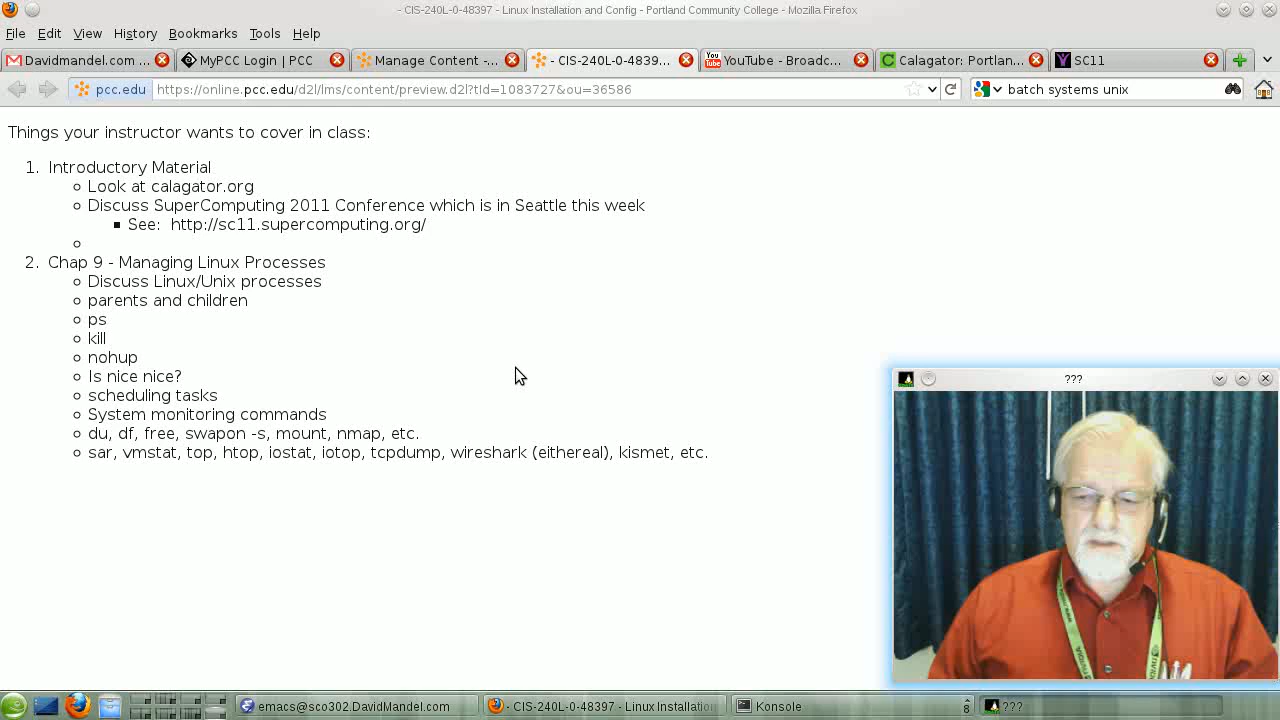 - CIS-240L-0-48397 - Linux Installation and Config - Portland Community College - Mozilla Firefox
File Edit View History Bookmarks Tools Help
Davidmandel.com ... MyPCC Login | PCC Manage Content -... - CIS-240L-0-4839... YouTube - Broadc... Calagator: Portlan... SC11
pcc.edu https://online.pcc.edu/d2l/lms/content/preview.d2l?tId=1083727&ou=36586 batch systems unix
Things your instructor wants to cover in class:
1. Introductory Material
Look at calagator.org
Discuss SuperComputing 2011 Conference which is in Seattle this week
See: http://sc11.supercomputing.org/
2. Chap 9 - Managing Linux Processes
Discuss Linux/Unix processes
parents and children
ps
kill
nohup
Is nice nice?
scheduling tasks
System monitoring commands
du, df, free, swapon -s, mount, nmap, etc.
sar, vmstat, top, htop, iostat, iotop, tcpdump, wireshark (eithereal), kismet, etc.
???
NVIDIA
emacs@sco302.DavidMandel.com - CIS-240L-0-48397 - Linux Installation Konsole 8 ???